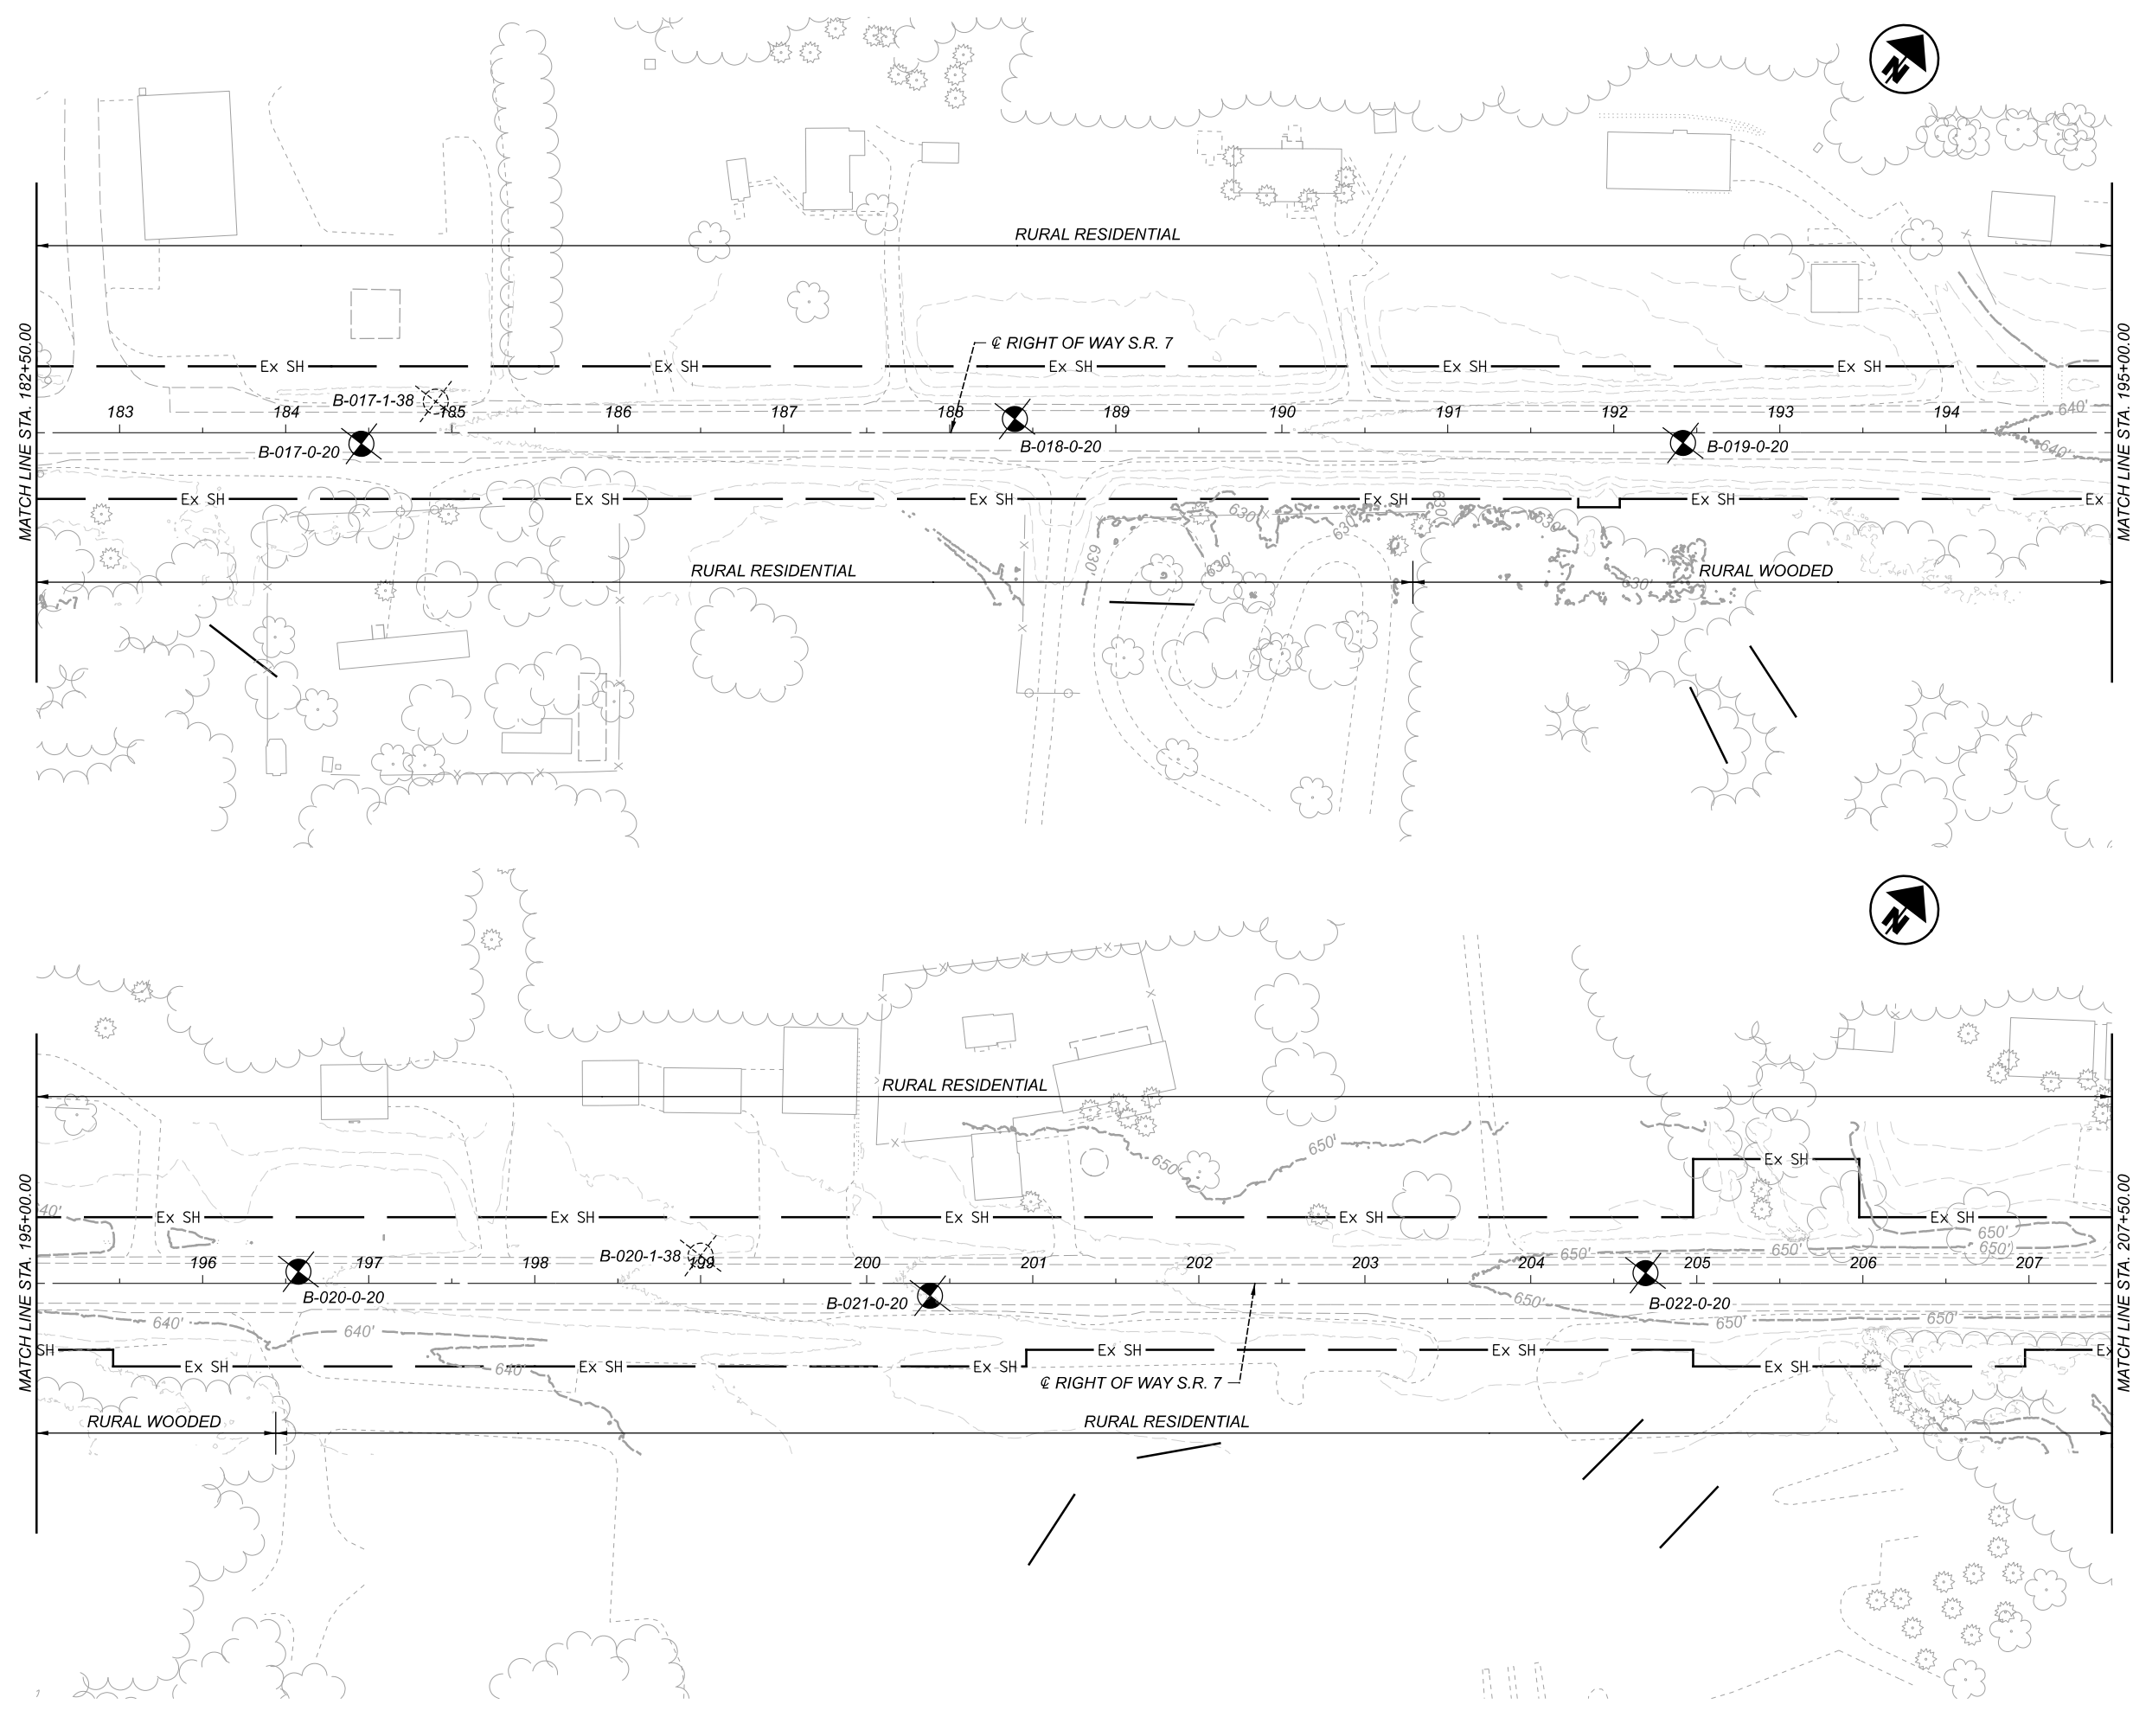 N
RURAL RESIDENTIAL
℄ RIGHT OF WAY S.R. 7
Ex SH Ex SH Ex SH Ex SH Ex SH
B-017-1-38
183 184 185 186 187 188 189 190 191 192 193 194
640'
640'
B-017-0-20 B-018-0-20 B-019-0-20
Ex SH Ex SH Ex SH Ex SH Ex SH Ex
630' 630' 630' 630'
630' 630' 630'
RURAL RESIDENTIAL RURAL WOODED
MATCH LINE STA. 182+50.00
MATCH LINE STA. 195+00.00
N
RURAL RESIDENTIAL
650' 650'
Ex SH
40' Ex SH Ex SH Ex SH Ex SH Ex SH
650' 650' 650' 650'
B-020-1-38
196 197 198 199 200 201 202 203 204 205 206 207
B-020-0-20 B-021-0-20 B-022-0-20
640' 640' 650' 650' 650'
SH Ex SH Ex SH Ex
Ex SH Ex SH Ex SH Ex SH
640'
℄ RIGHT OF WAY S.R. 7
RURAL WOODED RURAL RESIDENTIAL
MATCH LINE STA. 195+00.00
MATCH LINE STA. 207+50.00